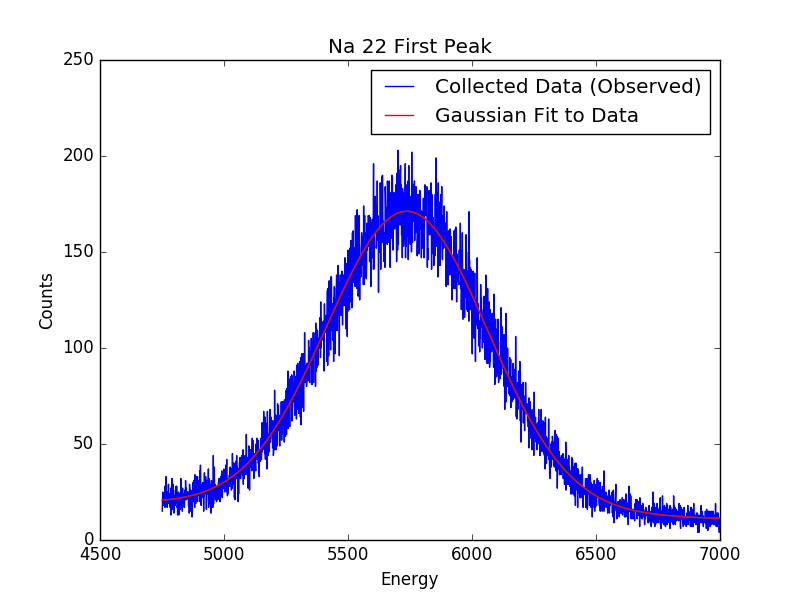 Na 22 First Peak
250
200
150
100
50
0
Counts
Collected Data (Observed)
Gaussian Fit to Data
4500 5000 5500 6000 6500 7000
Energy